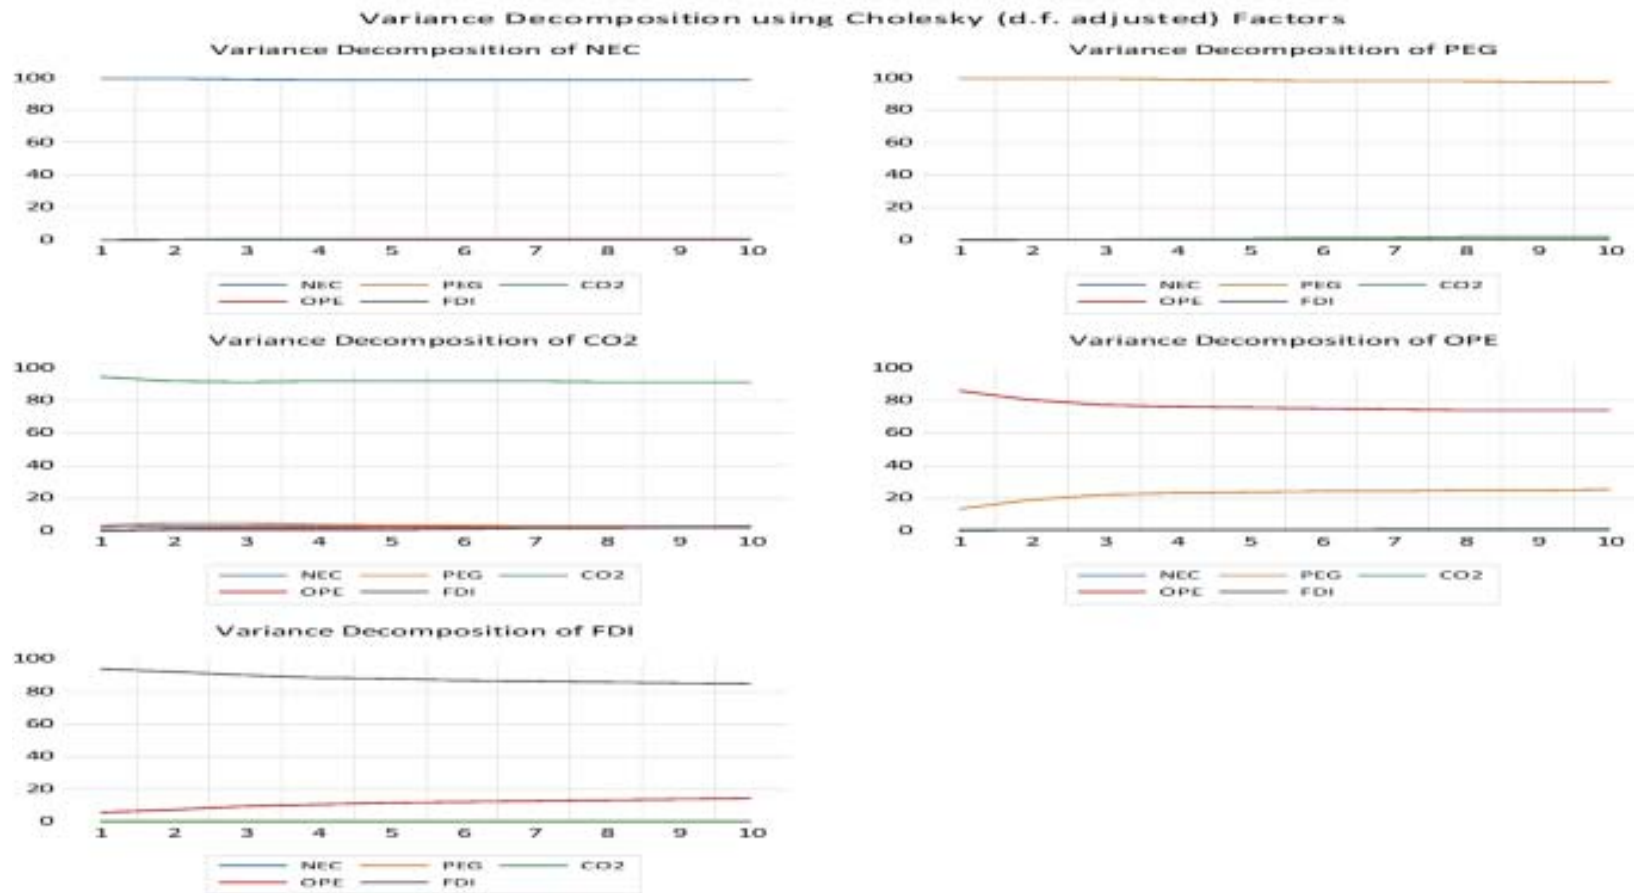 Variance Decomposition using Cholesky (d.f. adjusted) Factors
Variance Decomposition of NEC
100
80
60
40
20
0
1 2 3 4 5 6 7 8 9 10
NEC PEG CO2
OPE FDI
Variance Decomposition of PEG
100
80
60
40
20
0
1 2 3 4 5 6 7 8 9 10
NEC PEG CO2
OPE FDI
Variance Decomposition of CO2
100
80
60
40
20
0
1 2 3 4 5 6 7 8 9 10
NEC PEG CO2
OPE FDI
Variance Decomposition of OPE
100
80
60
40
20
0
1 2 3 4 5 6 7 8 9 10
NEC PEG CO2
OPE FDI
Variance Decomposition of FDI
100
80
60
40
20
0
1 2 3 4 5 6 7 8 9 10
NEC PEG CO2
OPE FDI